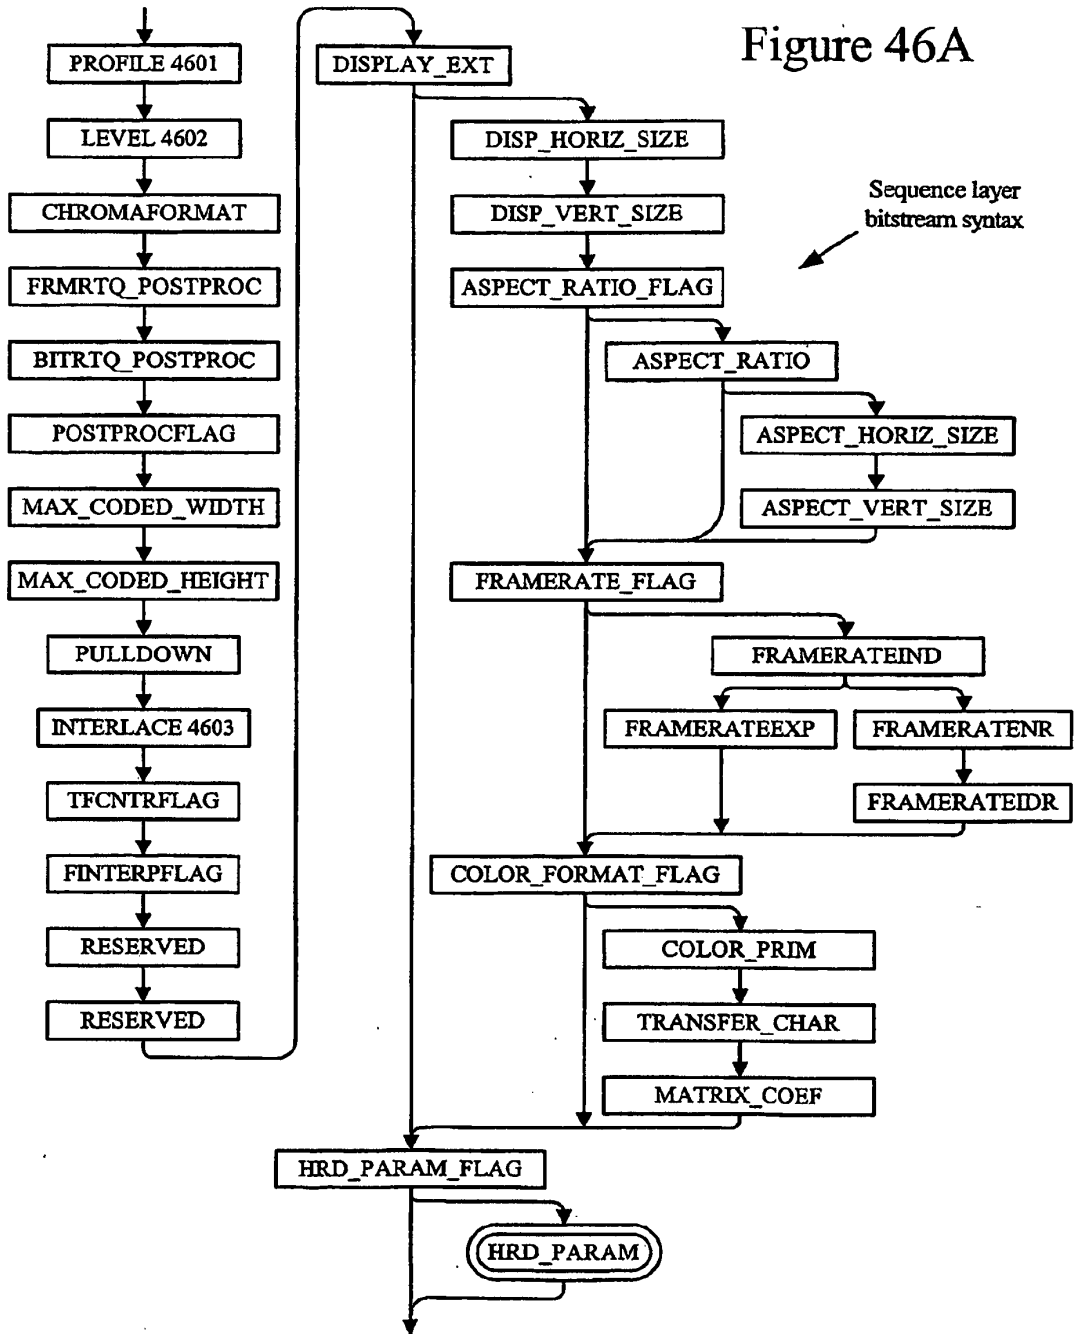 Figure 46A
PROFILE 4601
LEVEL 4602
CHROMAFORMAT
FRMRTQ_POSTPROC
BITRTQ_POSTPROC
POSTPROCFLAG
MAX_CODED_WIDTH
MAX_CODED_HEIGHT
PULLDOWN
INTERLACE 4603
TFCNTRFLAG
FINTERPFLAG
RESERVED
RESERVED
DISPLAY_EXT
DISP_HORIZ_SIZE
DISP_VERT_SIZE
ASPECT_RATIO_FLAG
ASPECT_RATIO
ASPECT_HORIZ_SIZE
ASPECT_VERT_SIZE
FRAMERATE_FLAG
FRAMERATEIND
FRAMERATEEXP
FRAMERATENR
FRAMERATEIDR
COLOR_FORMAT_FLAG
COLOR_PRIM
TRANSFER_CHAR
MATRIX_COEF
HRD_PARAM_FLAG
HRD_PARAM
Sequence layer
bitstream syntax